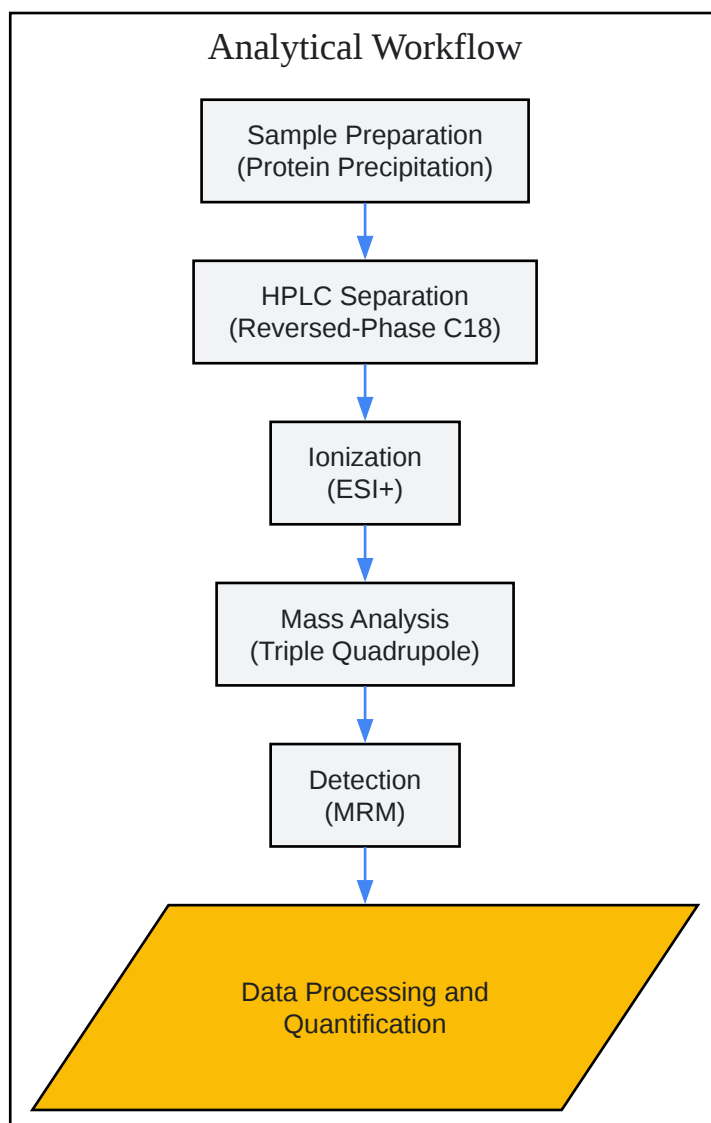 Analytical Workflow
Sample Preparation
(Protein Precipitation)
HPLC Separation
(Reversed-Phase C18)
Ionization
(ESI+)
Mass Analysis
(Triple Quadrupole)
Detection
(MRM)
Data Processing and
Quantification